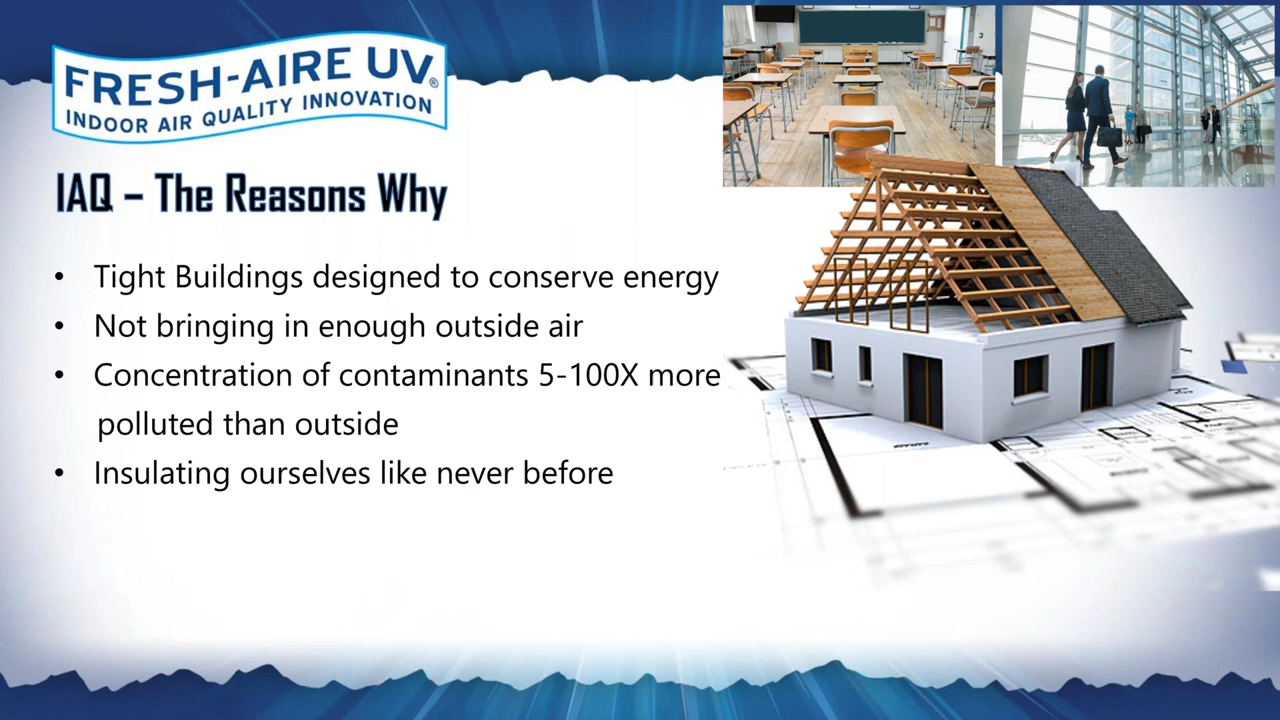 FRESH-AIRE UV®
INDOOR AIR QUALITY INNOVATION
IAQ – The Reasons Why
• Tight Buildings designed to conserve energy
• Not bringing in enough outside air
• Concentration of contaminants 5-100X more
polluted than outside
• Insulating ourselves like never before